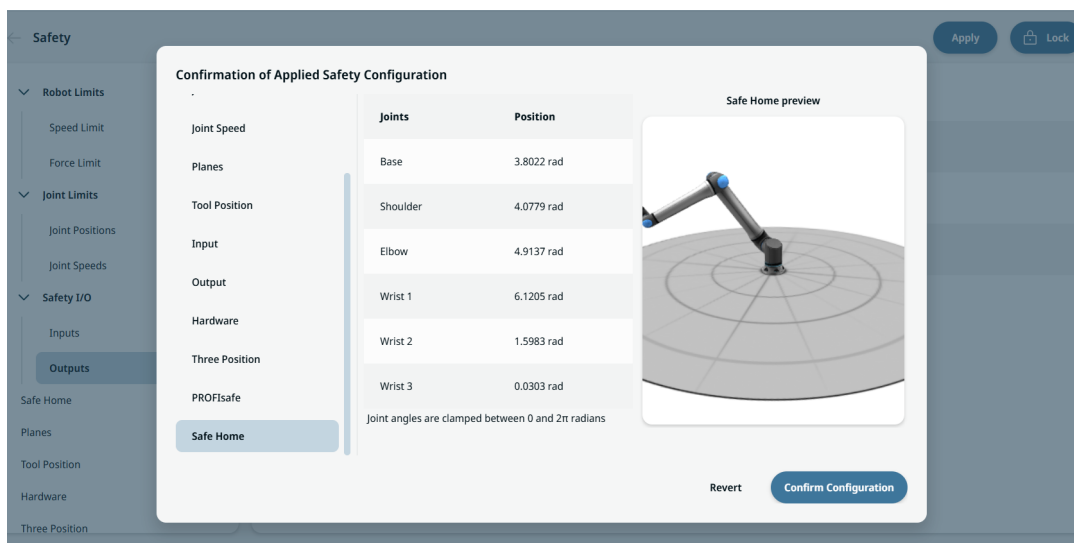 Safety
Apply
Lock
Robot Limits
Speed Limit
Force Limit
Joint Limits
Joint Positions
Joint Speeds
Safety I/O
Inputs
Outputs
Safe Home
Planes
Tool Position
Hardware
Three Position
Confirmation of Applied Safety Configuration
Joint Speed
Planes
Tool Position
Input
Output
Hardware
Three Position
PROFIsafe
Safe Home
Joints Position
Base 3.8022 rad
Shoulder 4.0779 rad
Elbow 4.9137 rad
Wrist 1 6.1205 rad
Wrist 2 1.5983 rad
Wrist 3 0.0303 rad
Joint angles are clamped between 0 and 2π radians
Safe Home preview
Revert
Confirm Configuration